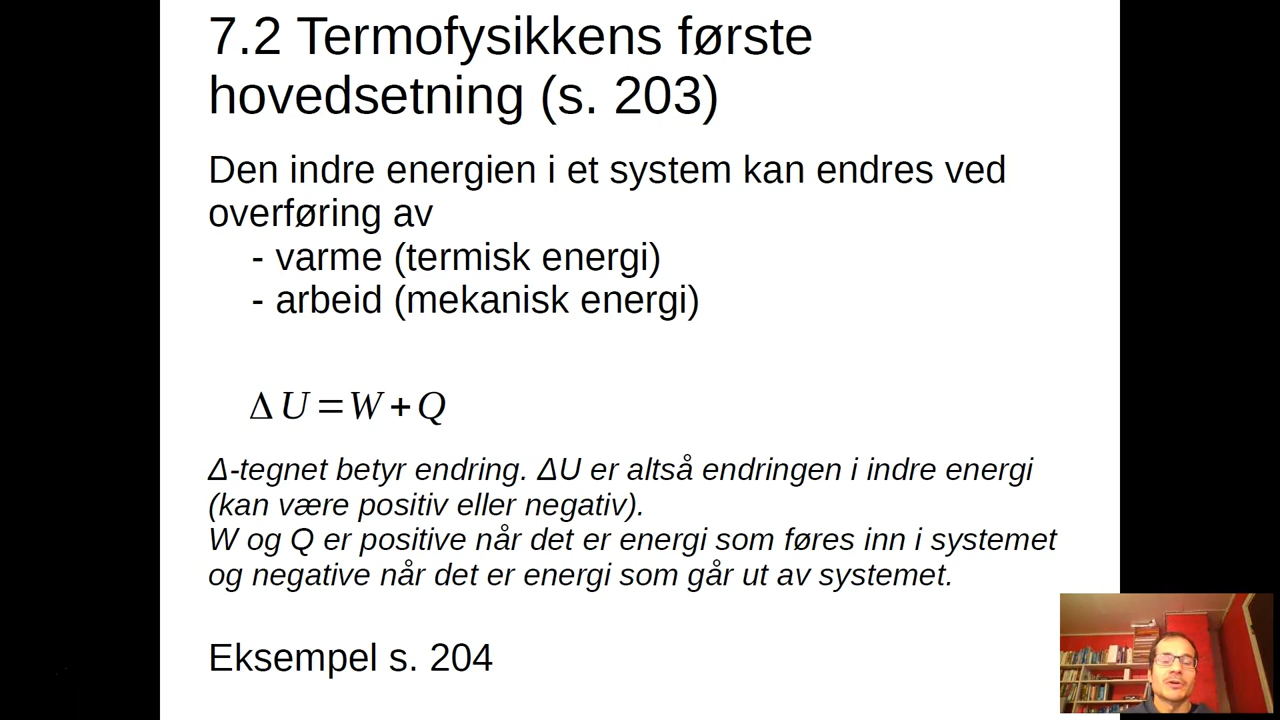 7.2 Termofysikkens første
hovedsetning (s. 203)
Den indre energien i et system kan endres ved
overføring av
- varme (termisk energi)
- arbeid (mekanisk energi)
Δ U = W + Q
Δ-tegnet betyr endring. ΔU er altså endringen i indre energi
(kan være positiv eller negativ).
W og Q er positive når det er energi som føres inn i systemet
og negative når det er energi som går ut av systemet.
Eksempel s. 204